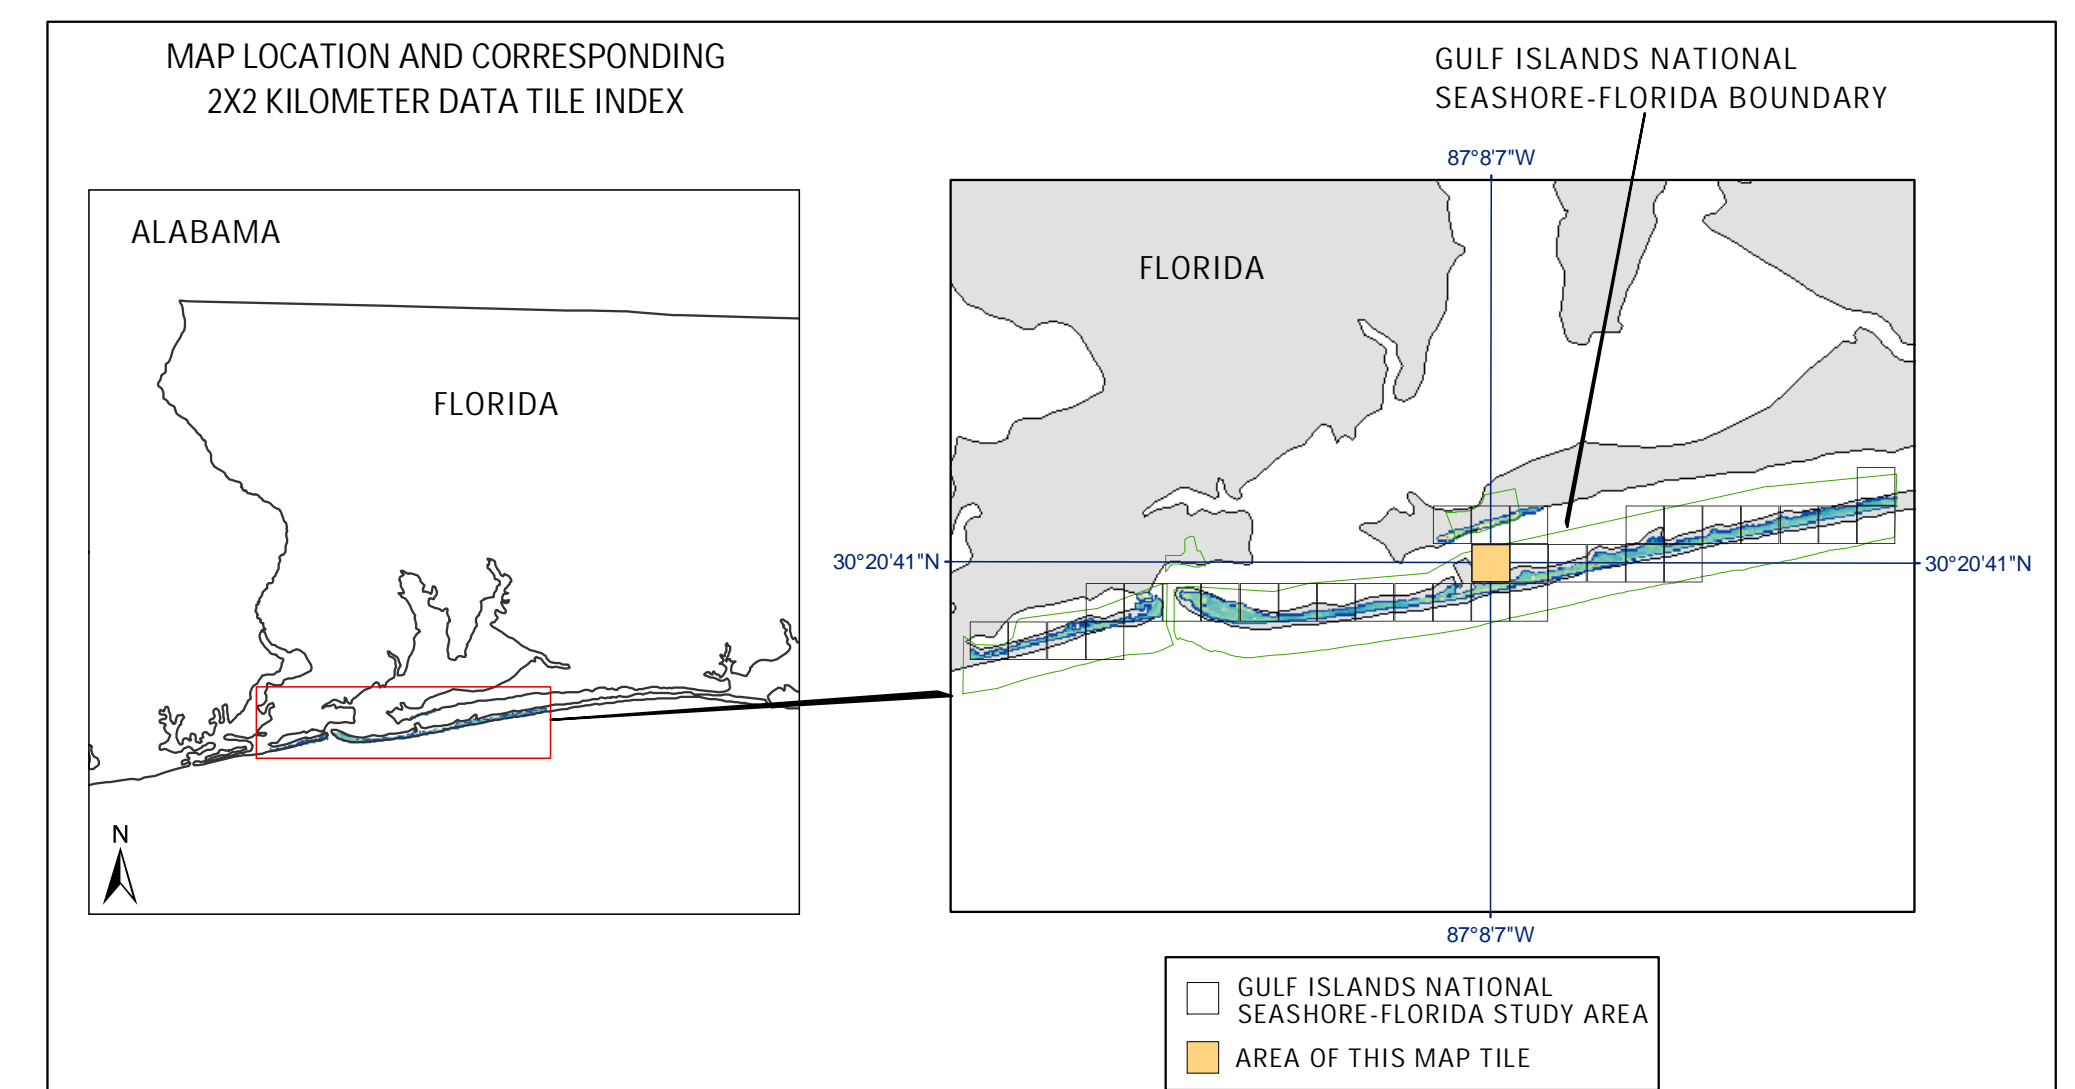 MAP LOCATION AND CORRESPONDING
2X2 KILOMETER DATA TILE INDEX
GULF ISLANDS NATIONAL
SEASHORE-FLORIDA BOUNDARY
87°8'7"W
ALABAMA
FLORIDA
FLORIDA
30°20'41"N
30°20'41"N
N
87°8'7"W
GULF ISLANDS NATIONAL
SEASHORE-FLORIDA STUDY AREA
AREA OF THIS MAP TILE